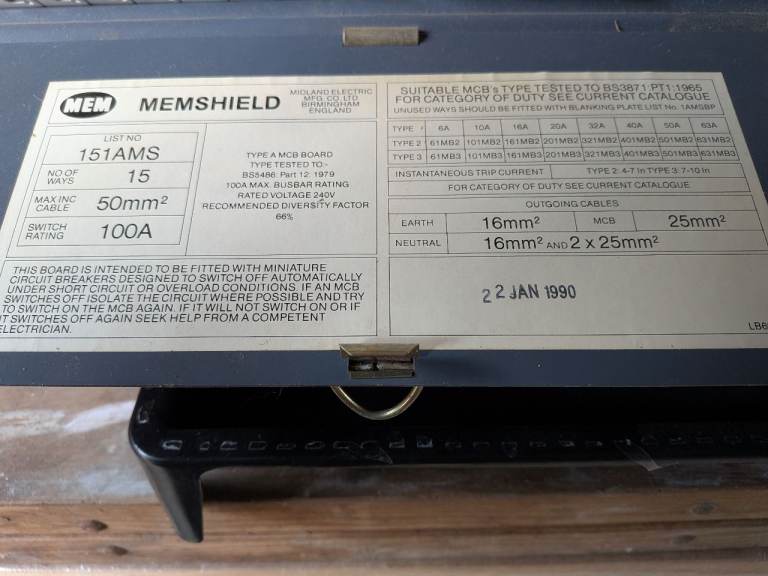 MEM MEMSHIELD
MIDLAND ELECTRIC
MFG. CO. LTD
BIRMINGHAM
ENGLAND
LIST NO
151AMS
NO OF WAYS 15
MAX INC CABLE 50mm²
SWITCH RATING 100A
TYPE A MCB BOARD
TYPE TESTED TO:-
BS5486: Part 12: 1979
100A MAX. BUSBAR RATING
RATED VOLTAGE 240V
RECOMMENDED DIVERSITY FACTOR
66%
THIS BOARD IS INTENDED TO BE FITTED WITH MINIATURE
CIRCUIT BREAKERS DESIGNED TO SWITCH OFF AUTOMATICALLY
UNDER SHORT CIRCUIT OR OVERLOAD CONDITIONS. IF AN MCB
SWITCHES OFF ISOLATE THE CIRCUIT WHERE POSSIBLE AND TRY
TO SWITCH ON THE MCB AGAIN. IF IT WILL NOT SWITCH ON OR IF
IT SWITCHES OFF AGAIN SEEK HELP FROM A COMPETENT
ELECTRICIAN.
SUITABLE MCB's TYPE TESTED TO BS3871:PT1:1965
FOR CATEGORY OF DUTY SEE CURRENT CATALOGUE
UNUSED WAYS SHOULD BE FITTED WITH BLANKING PLATE LIST No. 1AMSBP
TYPE 6A 10A 16A 20A 32A 40A 50A 63A
TYPE 2 61MB2 101MB2 161MB2 201MB2 321MB2 401MB2 501MB2 631MB2
TYPE 3 61MB3 101MB3 161MB3 201MB3 321MB3 401MB3 501MB3 631MB3
INSTANTANEOUS TRIP CURRENT TYPE 2: 4-7 In TYPE 3: 7-10 In
FOR CATEGORY OF DUTY SEE CURRENT CATALOGUE
OUTGOING CABLES
EARTH 16mm² MCB 25mm²
NEUTRAL 16mm² AND 2 x 25mm²
22 JAN 1990